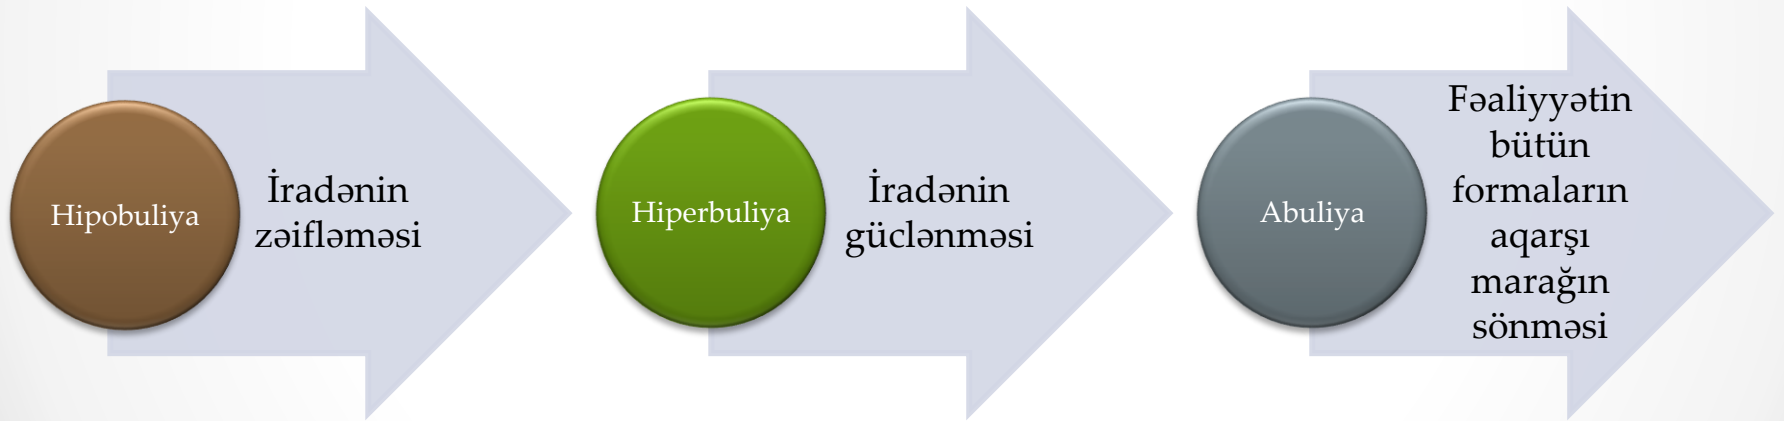 Hipobuliya
İradənin
zəifləməsi
Hiperbuliya
İradənin
güclənməsi
Abuliya
Fəaliyyətin
bütün
formaların
aqarşı
marağın
sönməsi